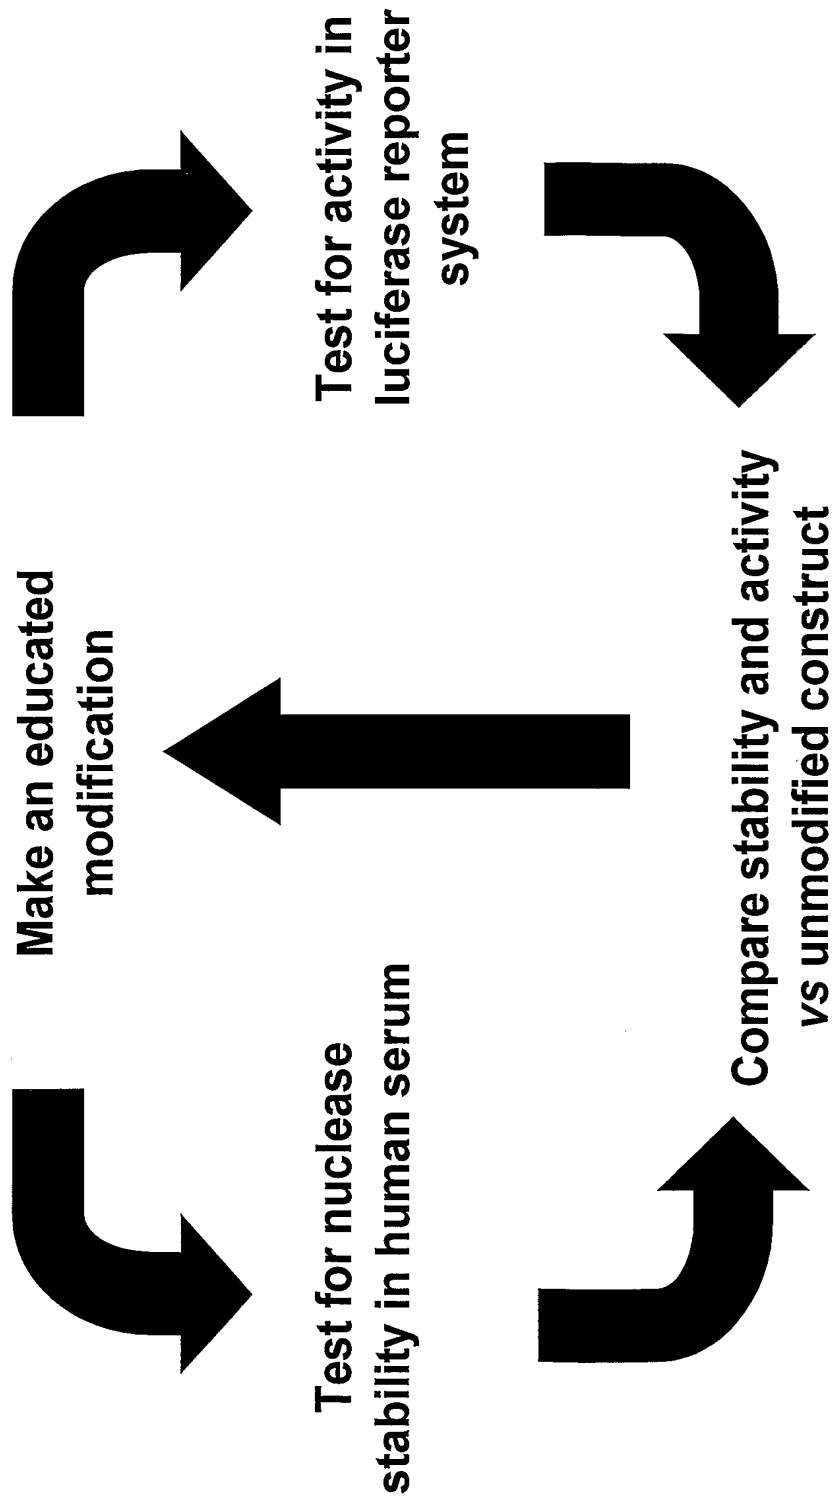 Make an educated
modification
Test for nuclease
stability in human serum
Test for activity in
luciferase reporter
system
Compare stability and activity
vs unmodified construct